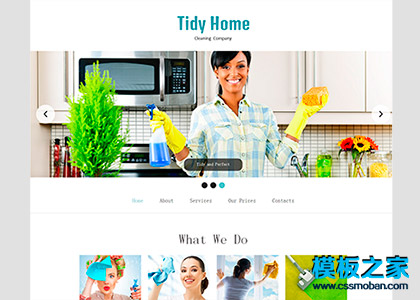 Tidy Home
Cleaning Company
Tidy and Perfect
Home About Services Our Prices Contacts
What We Do
模板之家
www.cssmoban.com